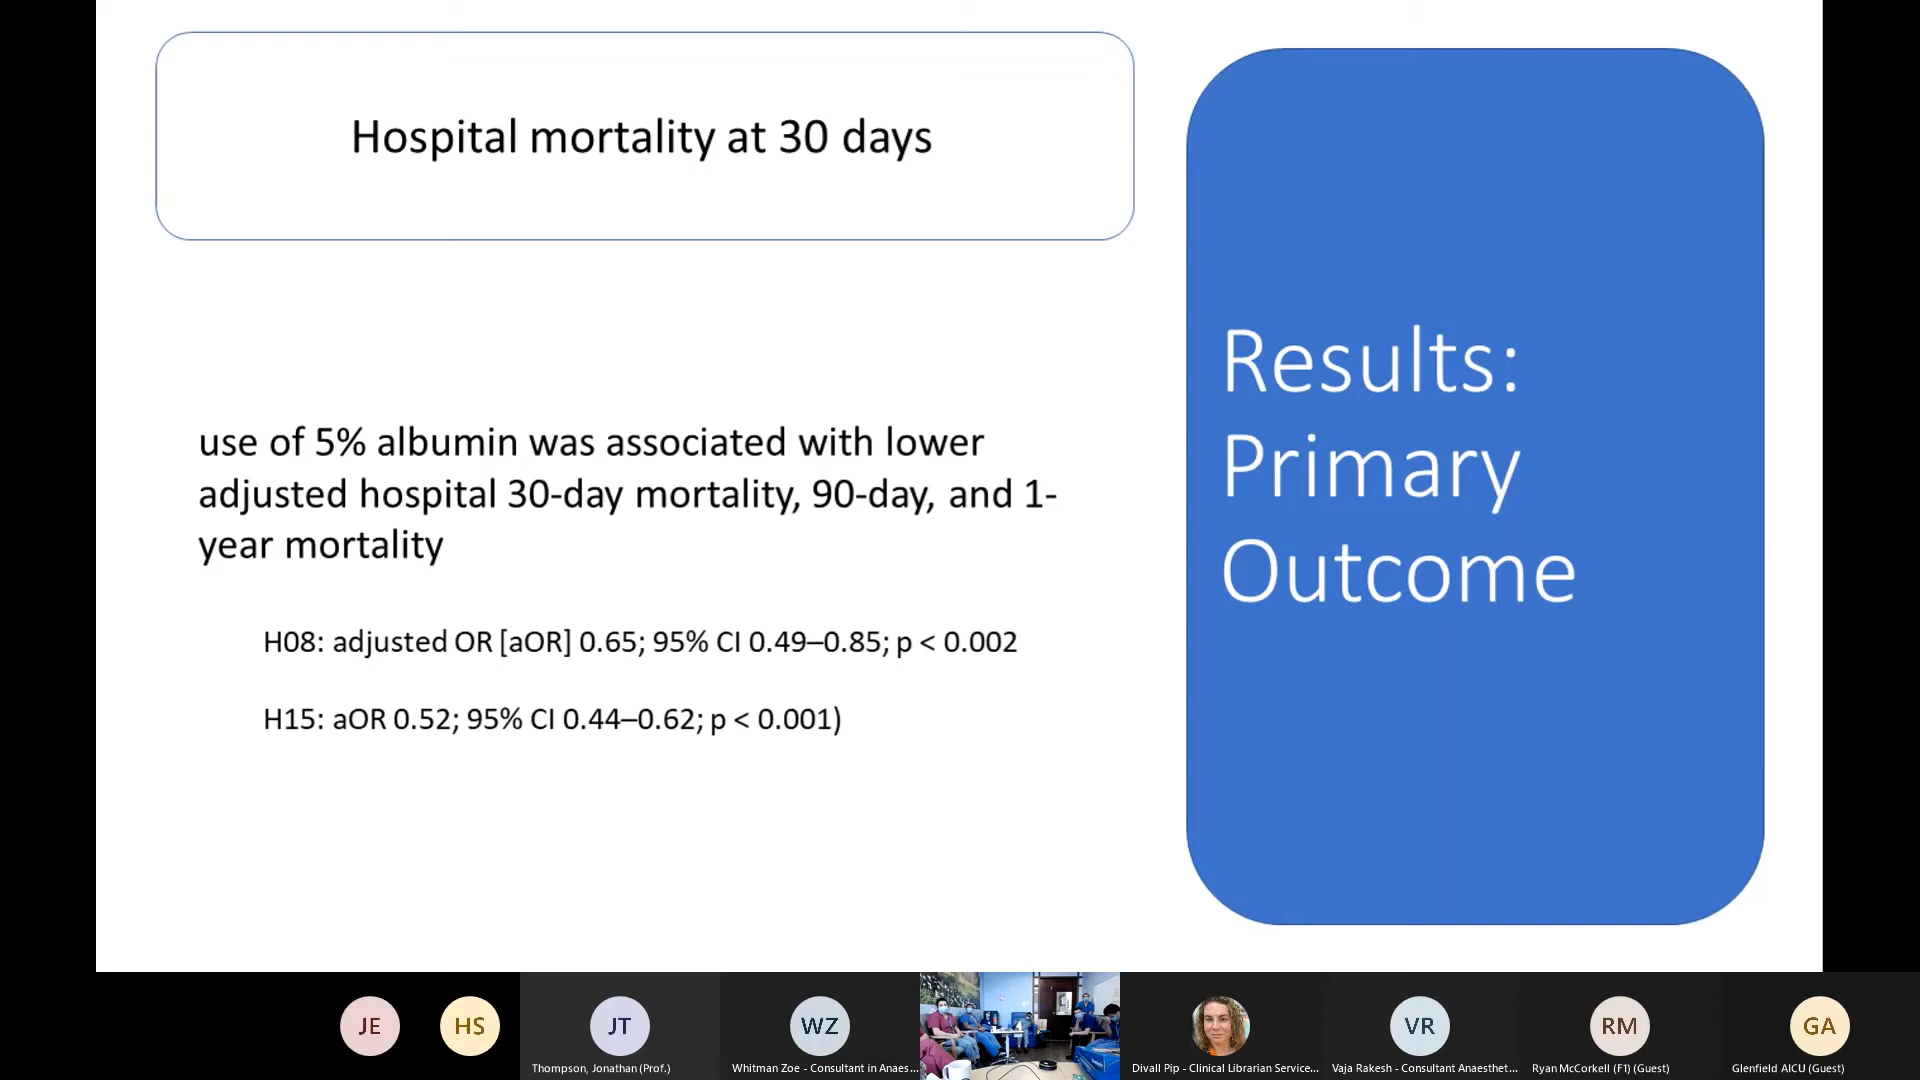 Hospital mortality at 30 days
use of 5% albumin was associated with lower
adjusted hospital 30-day mortality, 90-day, and 1-
year mortality
H08: adjusted OR [aOR] 0.65; 95% CI 0.49–0.85; p < 0.002
H15: aOR 0.52; 95% CI 0.44–0.62; p < 0.001)
Results:
Primary
Outcome
JE
HS
JT
WZ
VR
RM
GA
Thompson, Jonathan (Prof.)
Whitman Zoe - Consultant in Anaes...
Divall Pip - Clinical Librarian Service...
Vaja Rakesh - Consultant Anaesthet...
Ryan McCorkell (F1) (Guest)
Glenfield AICU (Guest)